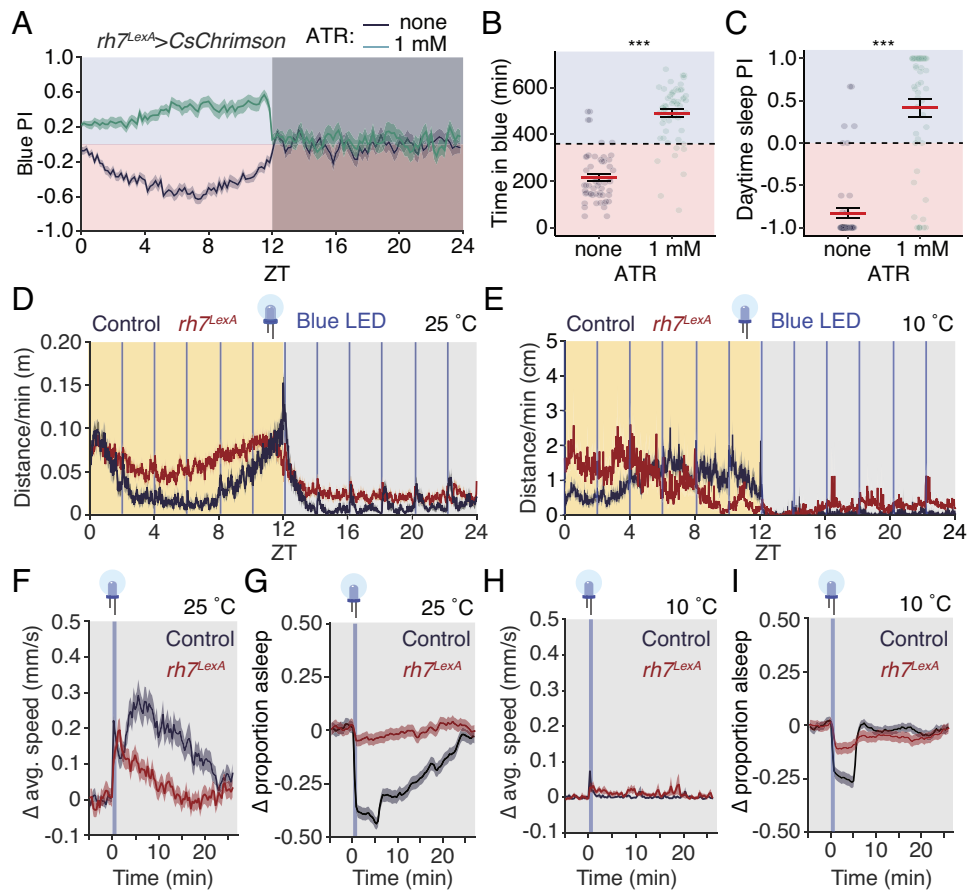 A
rh7LexA>CsChrimson
ATR:
none
1 mM
Blue PI
1.0
0.6
0.2
-0.2
-0.6
-1.0
0 4 8 12 16 20 24
ZT
B
***
Time in blue (min)
600
400
200
0
none 1 mM
ATR
C
***
Daytime sleep PI
1.0
0.5
0.0
-0.5
-1.0
none 1 mM
ATR
D
Control rh7LexA Blue LED 25 °C
Distance/min (m)
0.20
0.15
0.10
0.05
0
0 4 8 12 16 20 24
ZT
E
Control rh7LexA Blue LED 10 °C
Distance/min (cm)
5
4
3
2
1
0
0 4 8 12 16 20 24
ZT
F
25 °C
Control
rh7LexA
Δ avg. speed (mm/s)
0.5
0.4
0.3
0.2
0.1
0
-0.1
0 10 20
Time (min)
G
25 °C
Control
rh7LexA
Δ proportion asleep
0.50
0.25
0
-0.25
-0.50
0 10 20
Time (min)
H
10 °C
Control
rh7LexA
Δ avg. speed (mm/s)
0.5
0.4
0.3
0.2
0.1
0
-0.1
0 10 20
Time (min)
I
10 °C
Control
rh7LexA
Δ proportion alseep
0.50
0.25
0
-0.25
-0.50
0 10 20
Time (min)